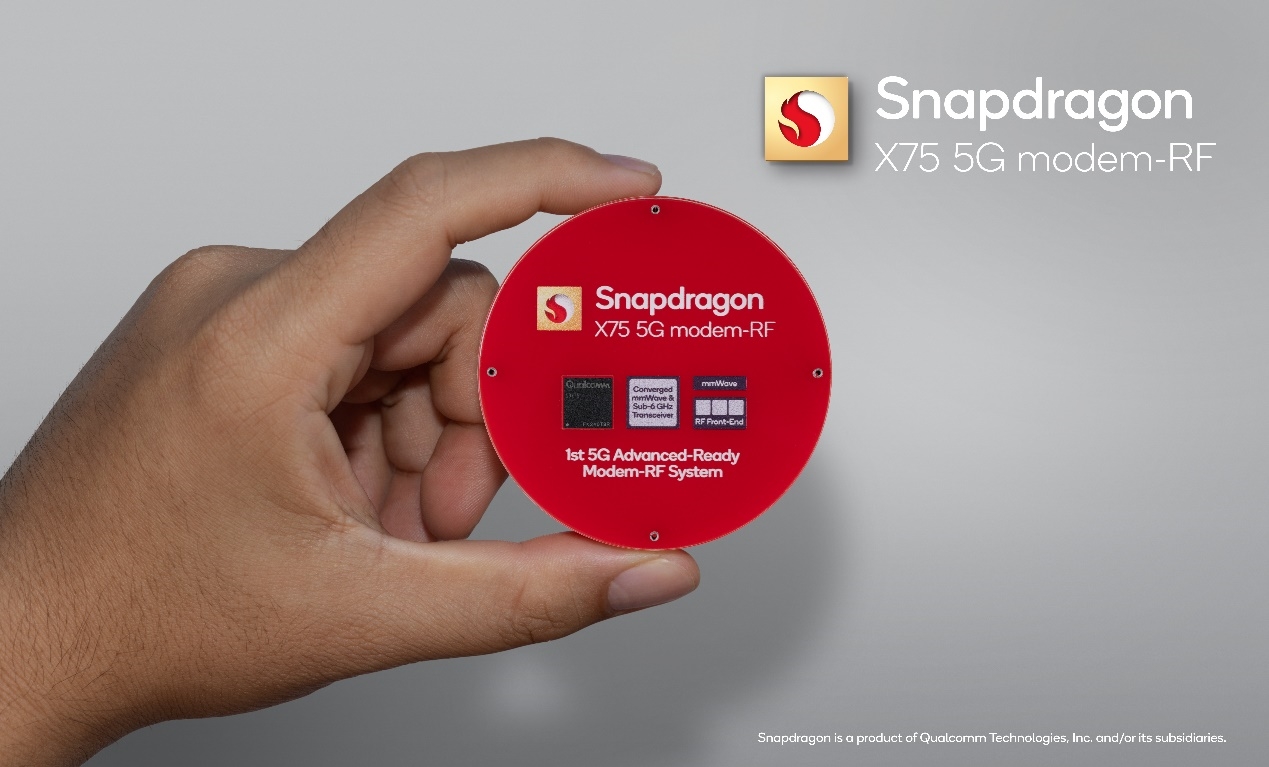 Snapdragon
X75 5G modem-RF
Snapdragon
X75 5G modem-RF
Qualcomm
Converged
mmWave &
Sub-6 GHz
Transceiver
mmWave
RF Front-End
1st 5G Advanced-Ready
Modem-RF System
Snapdragon is a product of Qualcomm Technologies, Inc. and/or its subsidiaries.